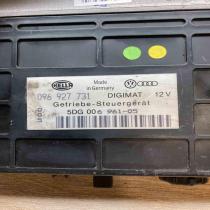 HELLA
Made
in Germany
096 927 731 DIGIMAT 12V
Getriebe-Steuergerät
5DG 006 961-05